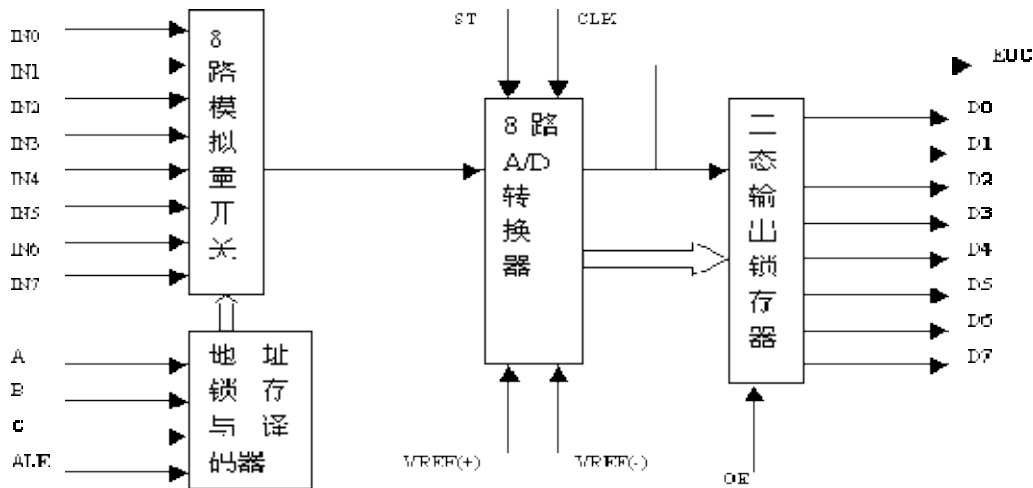 IN0
IN1
IN2
IN3
IN4
IN5
IN6
IN7
8
路
模
拟
量
开
关
A
B
C
ALE
地 址
锁 存
与 译
码器
ST
CLK
8 路
A/D
转
换
器
VREF(+)
VREF(-)
三
态
输
出
锁
存
器
OE
EOC
D0
D1
D2
D3
D4
D5
D6
D7